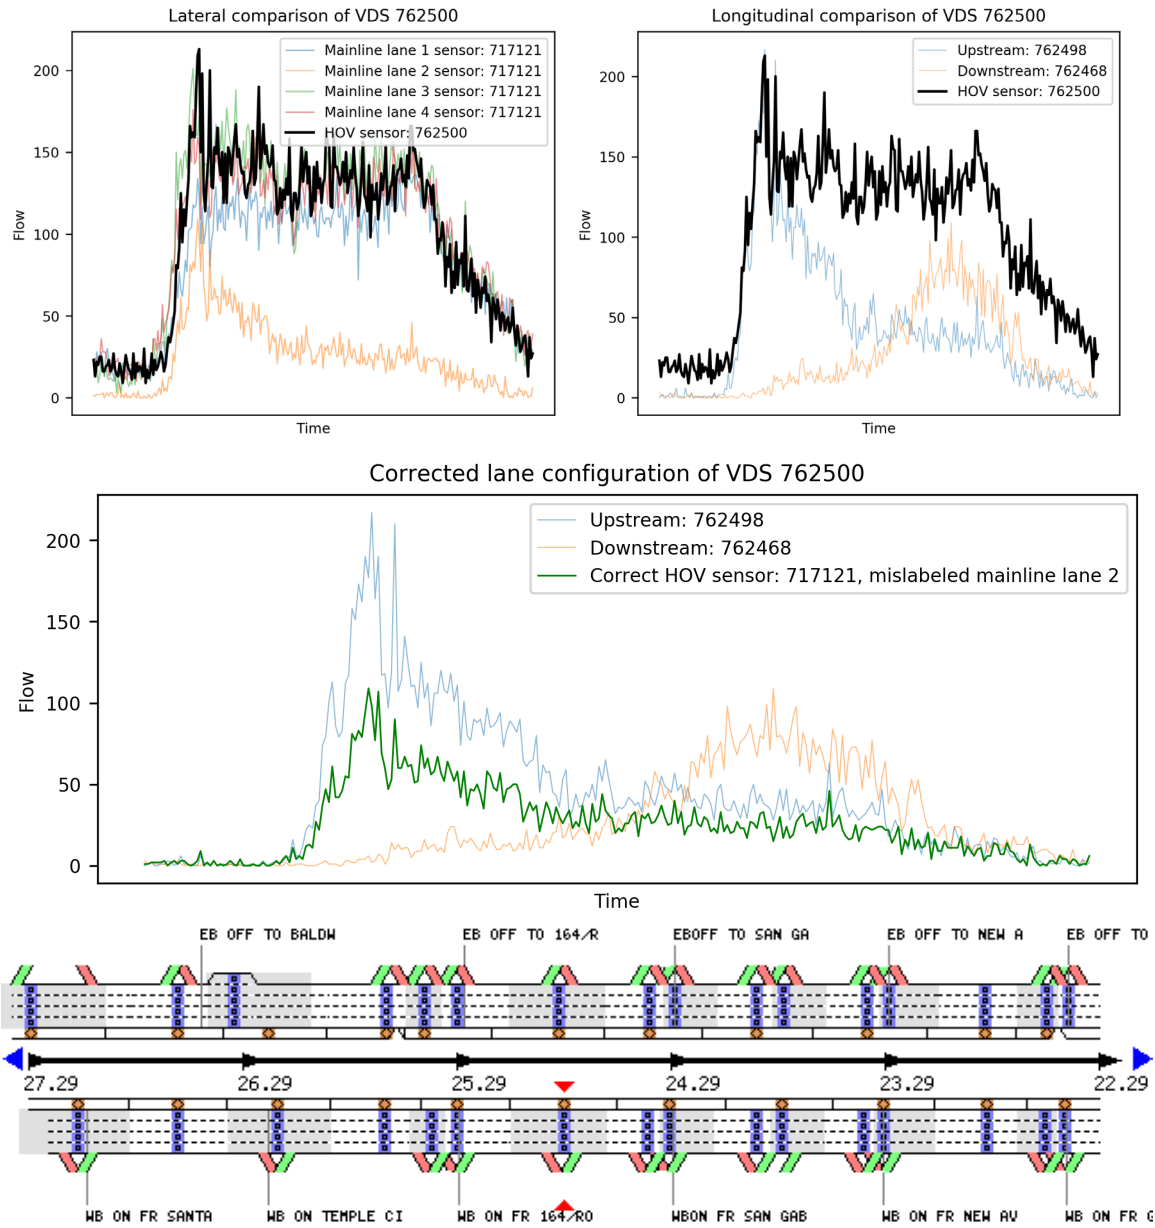 Lateral comparison of VDS 762500
Flow
200
150
100
50
0
Mainline lane 1 sensor: 717121
Mainline lane 2 sensor: 717121
Mainline lane 3 sensor: 717121
Mainline lane 4 sensor: 717121
HOV sensor: 762500
Time
Longitudinal comparison of VDS 762500
Flow
200
150
100
50
0
Upstream: 762498
Downstream: 762468
HOV sensor: 762500
Time
Corrected lane configuration of VDS 762500
Flow
200
150
100
50
0
Upstream: 762498
Downstream: 762468
Correct HOV sensor: 717121, mislabeled mainline lane 2
Time
EB OFF TO BALDW
EB OFF TO 164/R
EBOFF TO SAN GA
EB OFF TO NEW A
EB OFF TO
27.29
26.29
25.29
24.29
23.29
22.29
WB ON FR SANTA
WB ON TEMPLE CI
WB ON FR 164/RO
WBON FR SAN GAB
WB ON FR NEW AV
WB ON FR G